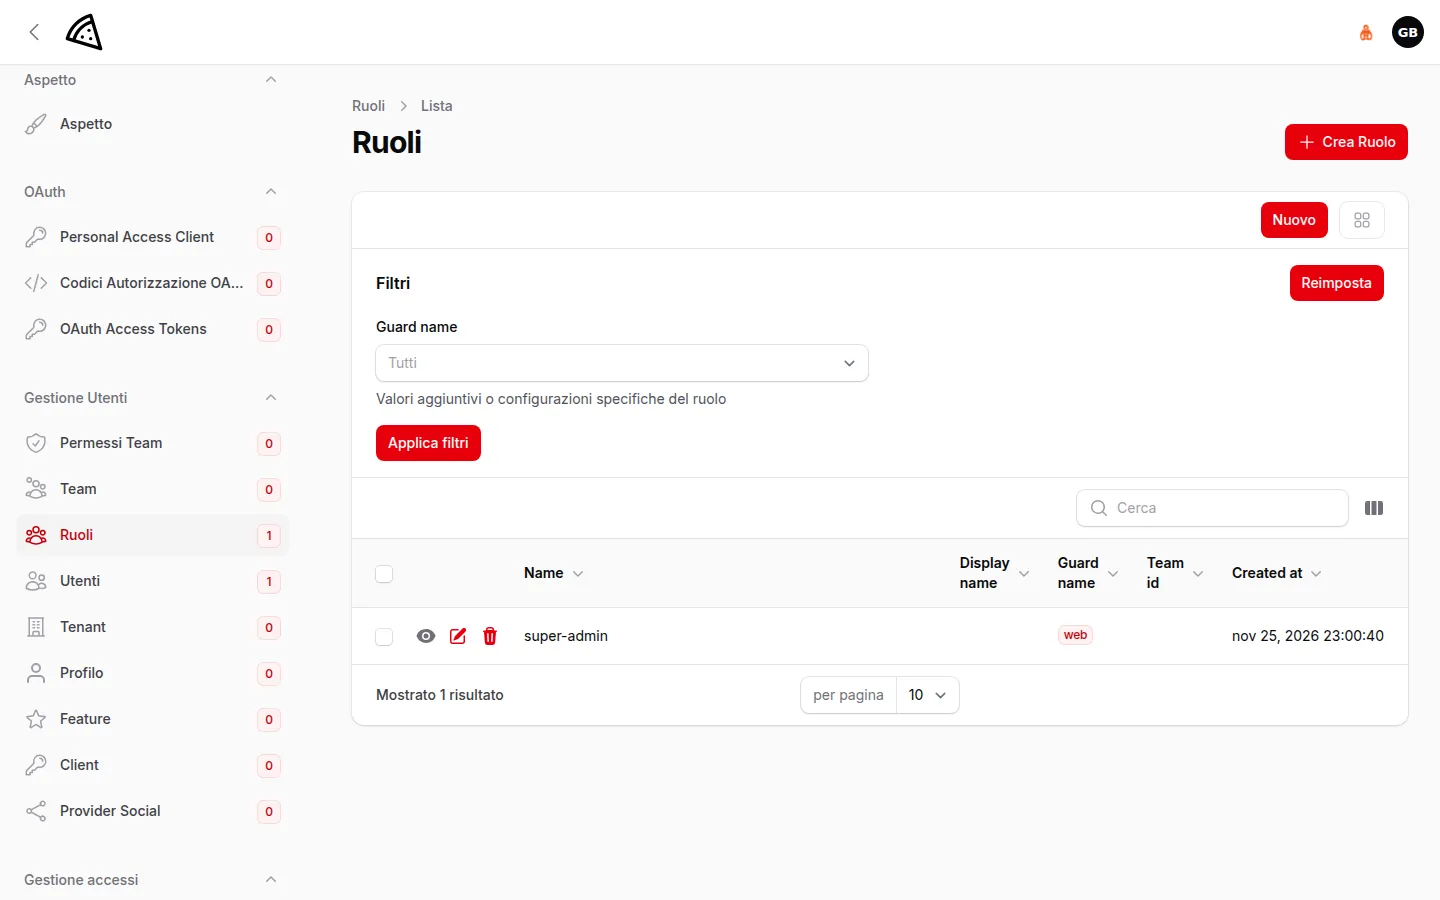 GB
Aspetto
Aspetto
OAuth
Personal Access Client 0
Codici Autorizzazione OA... 0
OAuth Access Tokens 0
Gestione Utenti
Permessi Team 0
Team 0
Ruoli 1
Utenti 1
Tenant 0
Profilo 0
Feature 0
Client 0
Provider Social 0
Gestione accessi
Ruoli Lista
Ruoli
Crea Ruolo
Nuovo
Filtri
Reimposta
Guard name
Tutti
Valori aggiuntivi o configurazioni specifiche del ruolo
Applica filtri
Cerca
Name Display name Guard name Team id Created at
super-admin web nov 25, 2026 23:00:40
Mostrato 1 risultato per pagina 10